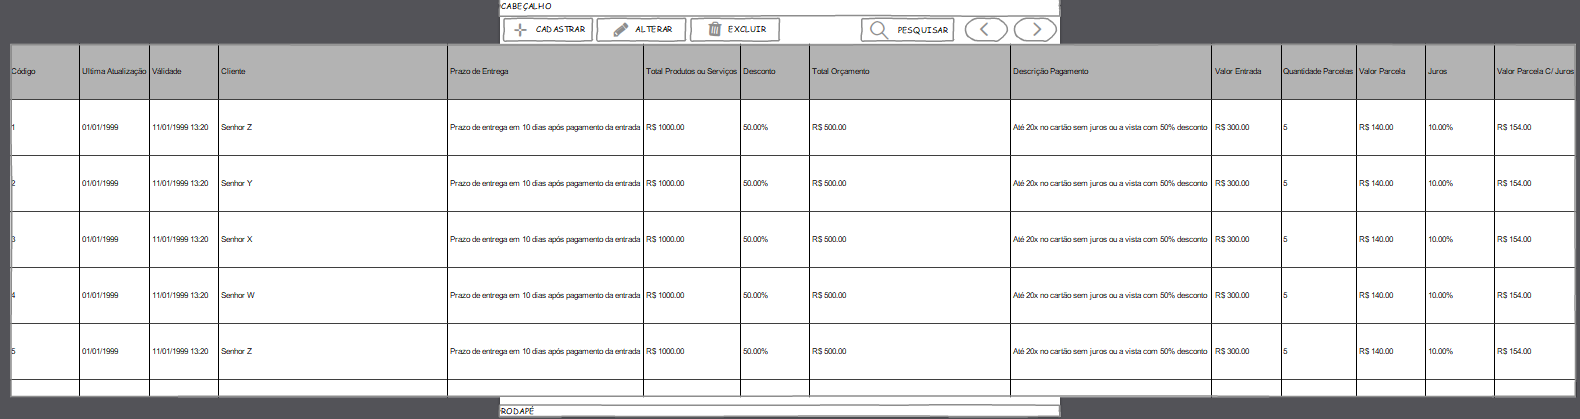 CABEÇALHO
CADASTRAR ALTERAR EXCLUIR PESQUISAR
Código Ultima Atualização Válidade Cliente Prazo de Entrega Total Produtos ou Serviços Desconto Total Orçamento Descrição Pagamento Valor Entrada Quantidade Parcelas Valor Parcela Juros Valor Parcela C/ Juros
1 01/01/1999 11/01/1999 13:20 Senhor Z Prazo de entrega em 10 dias após pagamento da entrada R$ 1000.00 50.00% R$ 500.00 Até 20x no cartão sem juros ou a vista com 50% desconto R$ 300.00 5 R$ 140.00 10.00% R$ 154.00
2 01/01/1999 11/01/1999 13:20 Senhor Y Prazo de entrega em 10 dias após pagamento da entrada R$ 1000.00 50.00% R$ 500.00 Até 20x no cartão sem juros ou a vista com 50% desconto R$ 300.00 5 R$ 140.00 10.00% R$ 154.00
3 01/01/1999 11/01/1999 13:20 Senhor X Prazo de entrega em 10 dias após pagamento da entrada R$ 1000.00 50.00% R$ 500.00 Até 20x no cartão sem juros ou a vista com 50% desconto R$ 300.00 5 R$ 140.00 10.00% R$ 154.00
4 01/01/1999 11/01/1999 13:20 Senhor W Prazo de entrega em 10 dias após pagamento da entrada R$ 1000.00 50.00% R$ 500.00 Até 20x no cartão sem juros ou a vista com 50% desconto R$ 300.00 5 R$ 140.00 10.00% R$ 154.00
5 01/01/1999 11/01/1999 13:20 Senhor Z Prazo de entrega em 10 dias após pagamento da entrada R$ 1000.00 50.00% R$ 500.00 Até 20x no cartão sem juros ou a vista com 50% desconto R$ 300.00 5 R$ 140.00 10.00% R$ 154.00
RODAPÉ